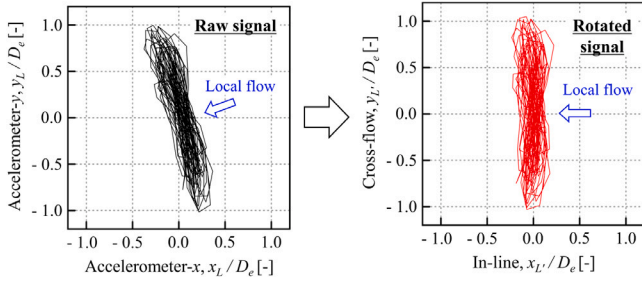 Raw signal
Local flow
1.0
0.5
0.0
- 0.5
- 1.0
- 1.0 - 0.5 0.0 0.5 1.0
Accelerometer-y, y_L / D_e [-]
Accelerometer-x, x_L / D_e [-]
Rotated
signal
Local flow
1.0
0.5
0.0
- 0.5
- 1.0
- 1.0 - 0.5 0.0 0.5 1.0
Cross-flow, y_L' / D_e [-]
In-line, x_L' / D_e [-]